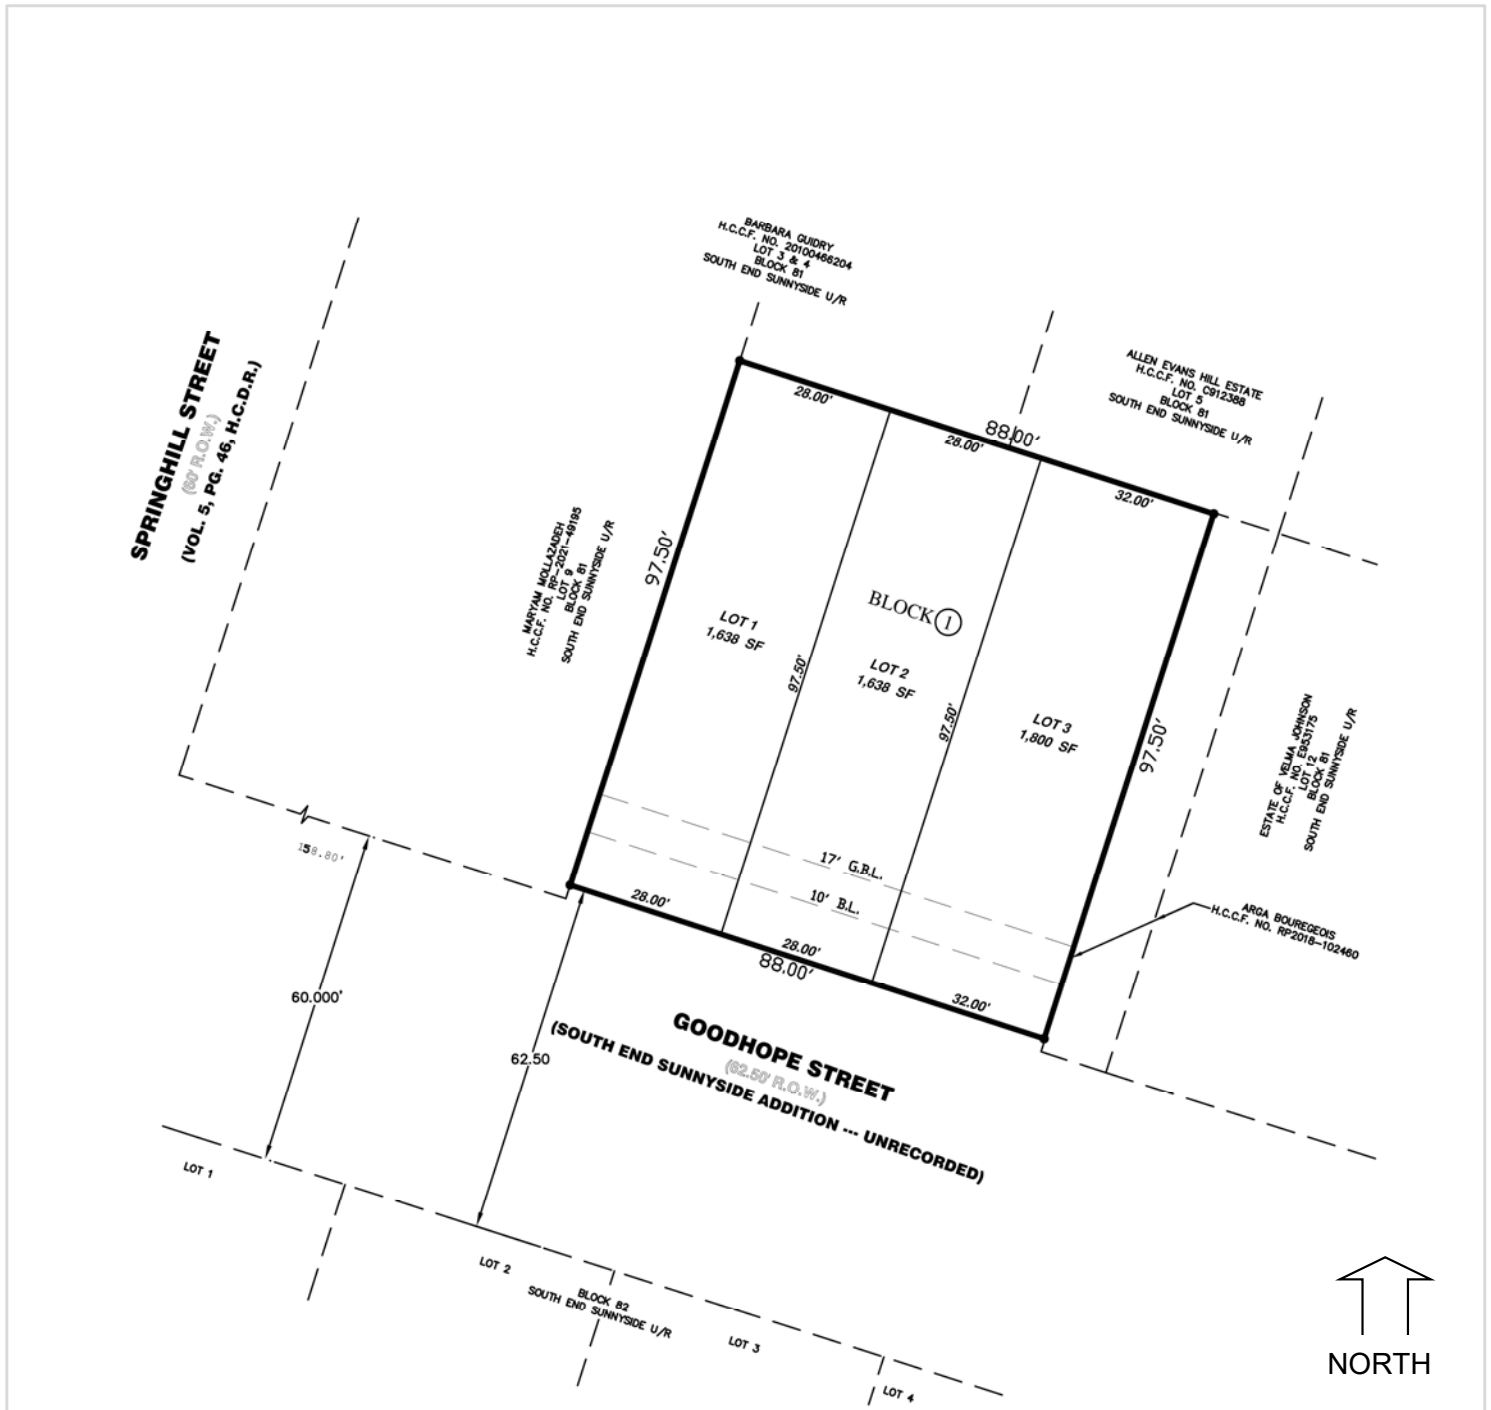 BARBARA GUIDRY
H.C.C.F. NO. 20100466204
LOT 3 & 4
BLOCK 81
SOUTH END SUNNYSIDE U/R
ALLEN EVANS HILL ESTATE
H.C.C.F. NO. C912388
LOT 5
BLOCK 81
SOUTH END SUNNYSIDE U/R
SPRINGHILL STREET
(60' R.O.W.)
(VOL. 5, PG. 46, H.C.D.R.)
28.00'
88.00'
28.00'
32.00'
MARYAM MOLLAZADEH
H.C.C.F. NO. RP-2021-49195
LOT 9
BLOCK 81
SOUTH END SUNNYSIDE U/R
97.50'
BLOCK 1
LOT 1
1,638 SF
97.50'
LOT 2
1,638 SF
97.50'
LOT 3
1,800 SF
97.50'
ESTATE OF VELMA JOHNSON
H.C.C.F. NO. E953175
LOT 12
BLOCK 81
SOUTH END SUNNYSIDE U/R
158.80'
17' G.B.L.
10' B.L.
28.00'
28.00'
88.00'
32.00'
ARGA BOUREGEOIS
H.C.C.F. NO. RP2018-102460
60.000'
62.50
GOODHOPE STREET
(62.50' R.O.W.)
(SOUTH END SUNNYSIDE ADDITION --- UNRECORDED)
LOT 1
LOT 2
BLOCK 82
SOUTH END SUNNYSIDE U/R
LOT 3
LOT 4
NORTH